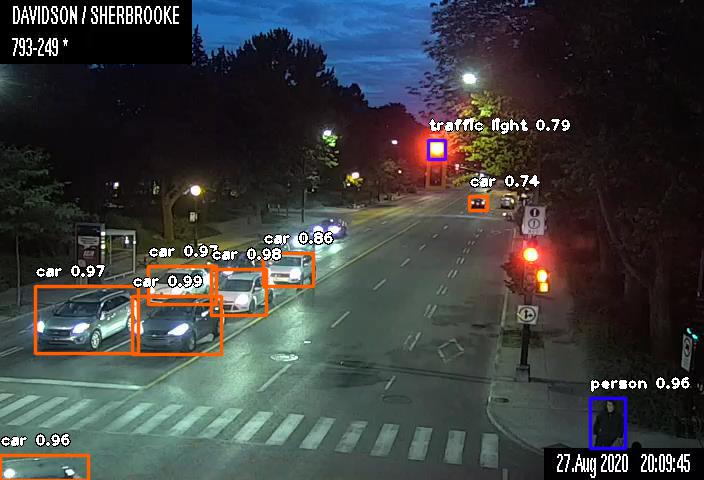 DAVIDSON / SHERBROOKE
793-249 *
traffic light 0.79
car 0.74
car 0.86
car 0.97
car 0.98
car 0.97
car 0.99
person 0.96
car 0.96
27.Aug 2020 20:09:45